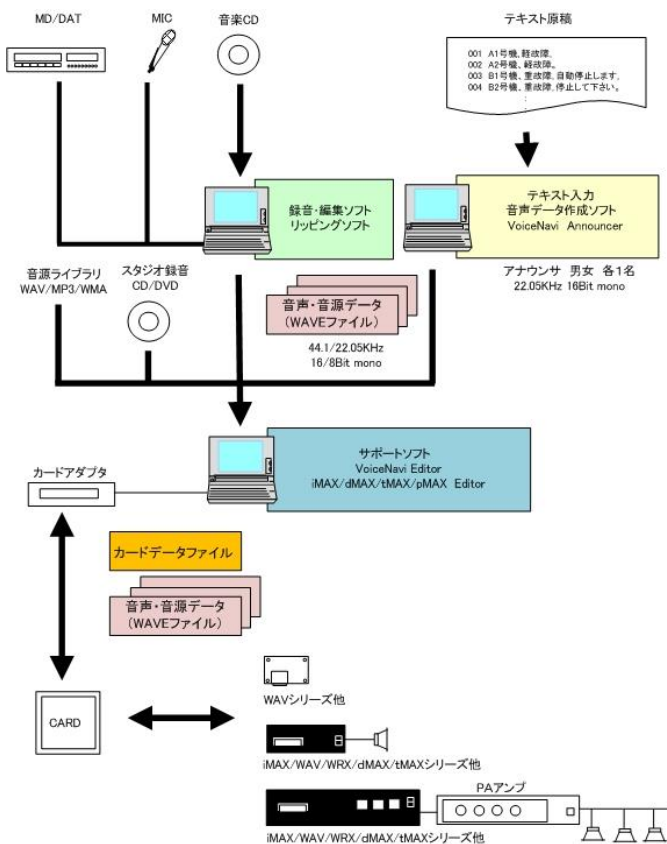 MD/DAT
MIC
音楽CD
テキスト原稿
001 A1号機、軽故障。
002 A2号機、軽故障。
003 B1号機、重故障、自動停止します。
004 B2号機、重故障、停止して下さい。
:
録音・編集ソフト
リッピングソフト
テキスト入力
音声データ作成ソフト
VoiceNavi Announcer
アナウンサ 男女 各1名
22.05KHz 16Bit mono
音源ライブラリ
WAV/MP3/WMA
スタジオ録音
CD/DVD
音声・音源データ
(WAVEファイル)
44.1/22.05KHz
16/8Bit mono
サポートソフト
VoiceNavi Editor
iMAX/dMAX/tMAX/pMAX Editor
カードアダプタ
カードデータファイル
音声・音源データ
(WAVEファイル)
CARD
WAVシリーズ他
iMAX/WAV/WRX/dMAX/tMAXシリーズ他
PAアンプ
iMAX/WAV/WRX/dMAX/tMAXシリーズ他